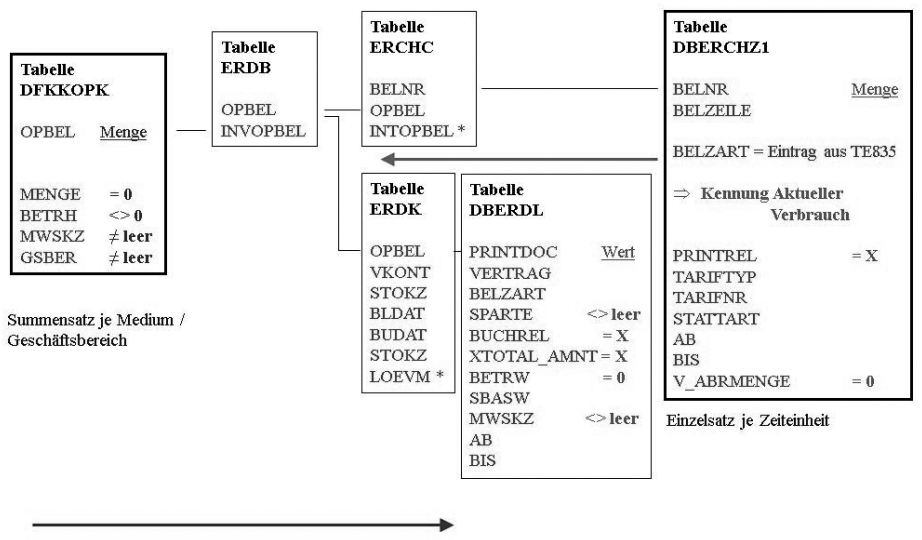 Tabelle
DFKKOPK
OPBEL Menge
MENGE = 0
BETRH <> 0
MWSKZ ≠ leer
GSBER ≠ leer
Summensatz je Medium /
Geschäftsbereich
Tabelle
ERDB
OPBEL
INVOPBEL
Tabelle
ERCHC
BELNR
OPBEL
INTOPBEL *
Tabelle
ERDK
OPBEL
VKONT
STOKZ
BLDAT
BUDAT
STOKZ
LOEVM *
Tabelle
DBERDL
PRINTDOC Wert
VERTRAG
BELZART
SPARTE <> leer
BUCHREL = X
XTOTAL_AMNT = X
BETRW = 0
SBASW
MWSKZ <> leer
AB
BIS
Tabelle
DBERCHZ1
BELNR Menge
BELZEILE
BELZART = Eintrag aus TE835
⇒ Kennung Aktueller
Verbrauch
PRINTREL = X
TARIFTYP
TARIFNR
STATTART
AB
BIS
V_ABRMENGE = 0
Einzelsatz je Zeiteinheit